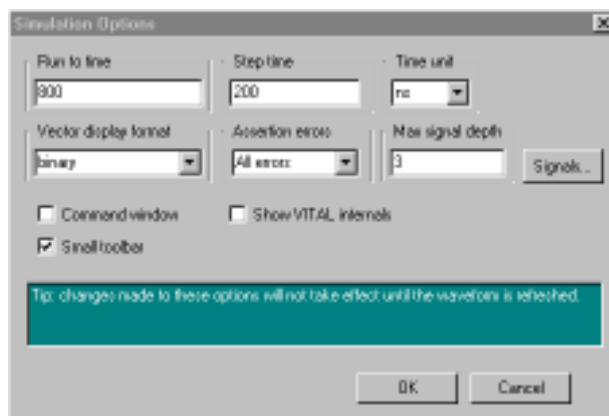 Simulation Options
Run to time
Step time
Time unit
800
200
ns
Vector display format
Assertion errors
Max signal depth
binary
All errors
3
Signals...
Command window
Show VITAL internals
Small toolbar
Tip: changes made to these options will not take effect until the waveform is refreshed.
OK
Cancel